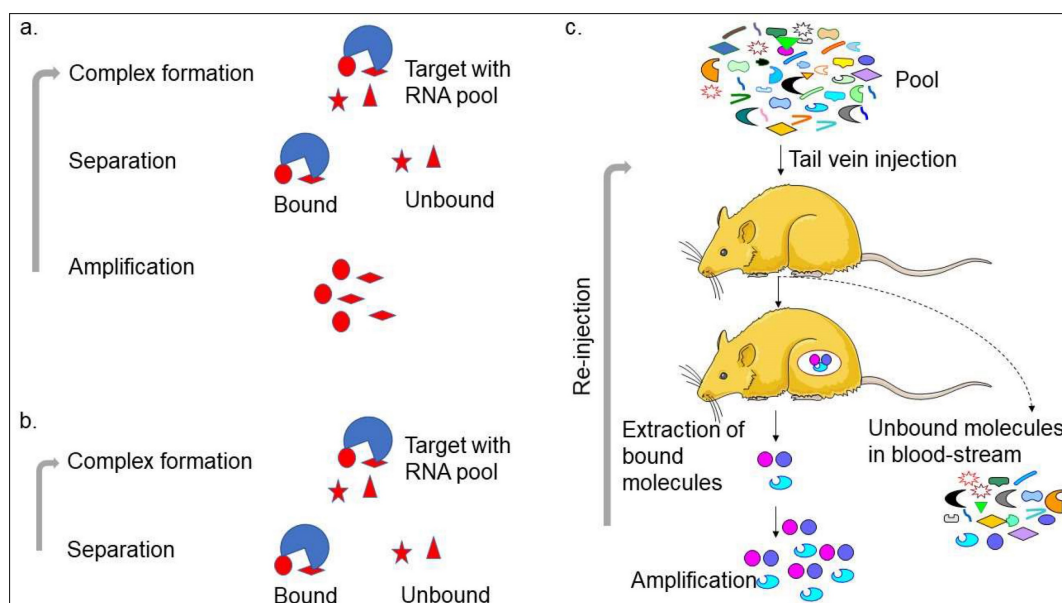 a.
Complex formation
Target with
RNA pool
Separation
Bound
Unbound
Amplification
b.
Complex formation
Target with
RNA pool
Separation
Bound
Unbound
c.
Pool
Tail vein injection
Re-injection
Extraction of
bound
molecules
Unbound molecules
in blood-stream
Amplification